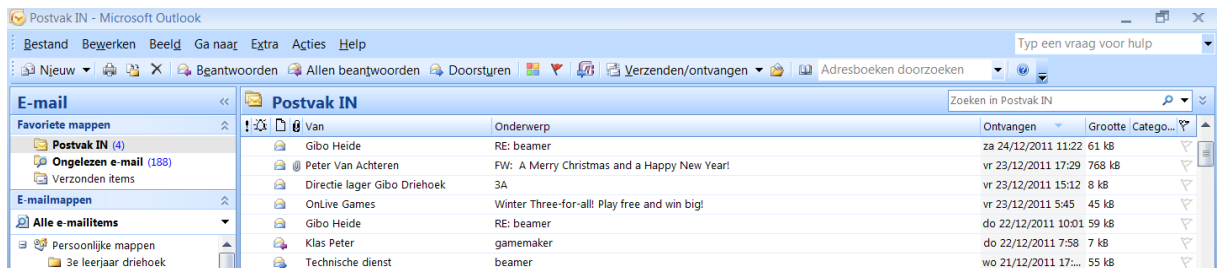 Postvak IN - Microsoft Outlook
Bestand Bewerken Beeld Ga naar Extra Acties Help Typ een vraag voor hulp
Nieuw Beantwoorden Allen beantwoorden Doorsturen Verzenden/ontvangen Adresboeken doorzoeken
E-mail « Postvak IN Zoeken in Postvak IN
Favoriete mappen Van Onderwerp Ontvangen Grootte Catego...
Postvak IN (4) Gibo Heide RE: beamer za 24/12/2011 11:22 61 kB
Ongelezen e-mail (188) Peter Van Achteren FW: A Merry Christmas and a Happy New Year! vr 23/12/2011 17:29 768 kB
Verzonden items Directie lager Gibo Driehoek 3A vr 23/12/2011 15:12 8 kB
E-mailmappen OnLive Games Winter Three-for-all! Play free and win big! vr 23/12/2011 5:45 45 kB
Alle e-mailitems Gibo Heide RE: beamer do 22/12/2011 10:01 59 kB
Persoonlijke mappen Klas Peter gamemaker do 22/12/2011 7:58 7 kB
3e leerjaar driehoek Technische dienst beamer wo 21/12/2011 17:... 55 kB